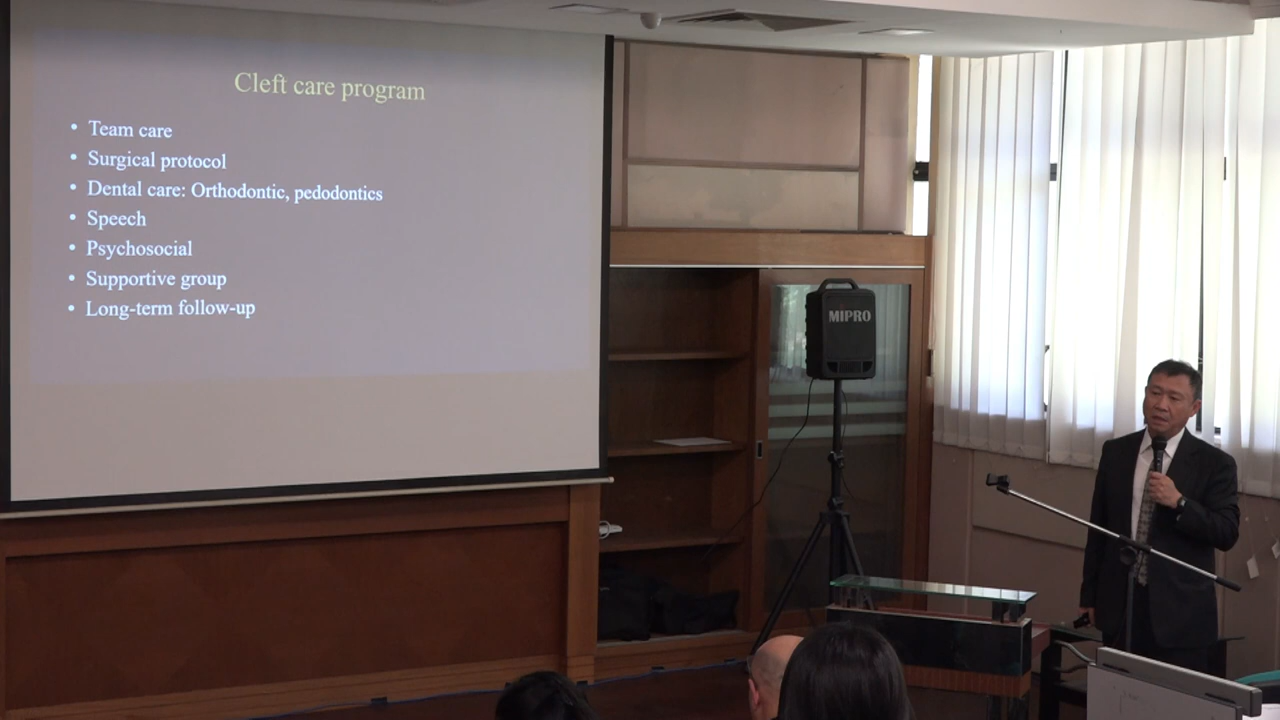 Cleft care program
• Team care
• Surgical protocol
• Dental care: Orthodontic, pedodontics
• Speech
• Psychosocial
• Supportive group
• Long-term follow-up
MIPRO